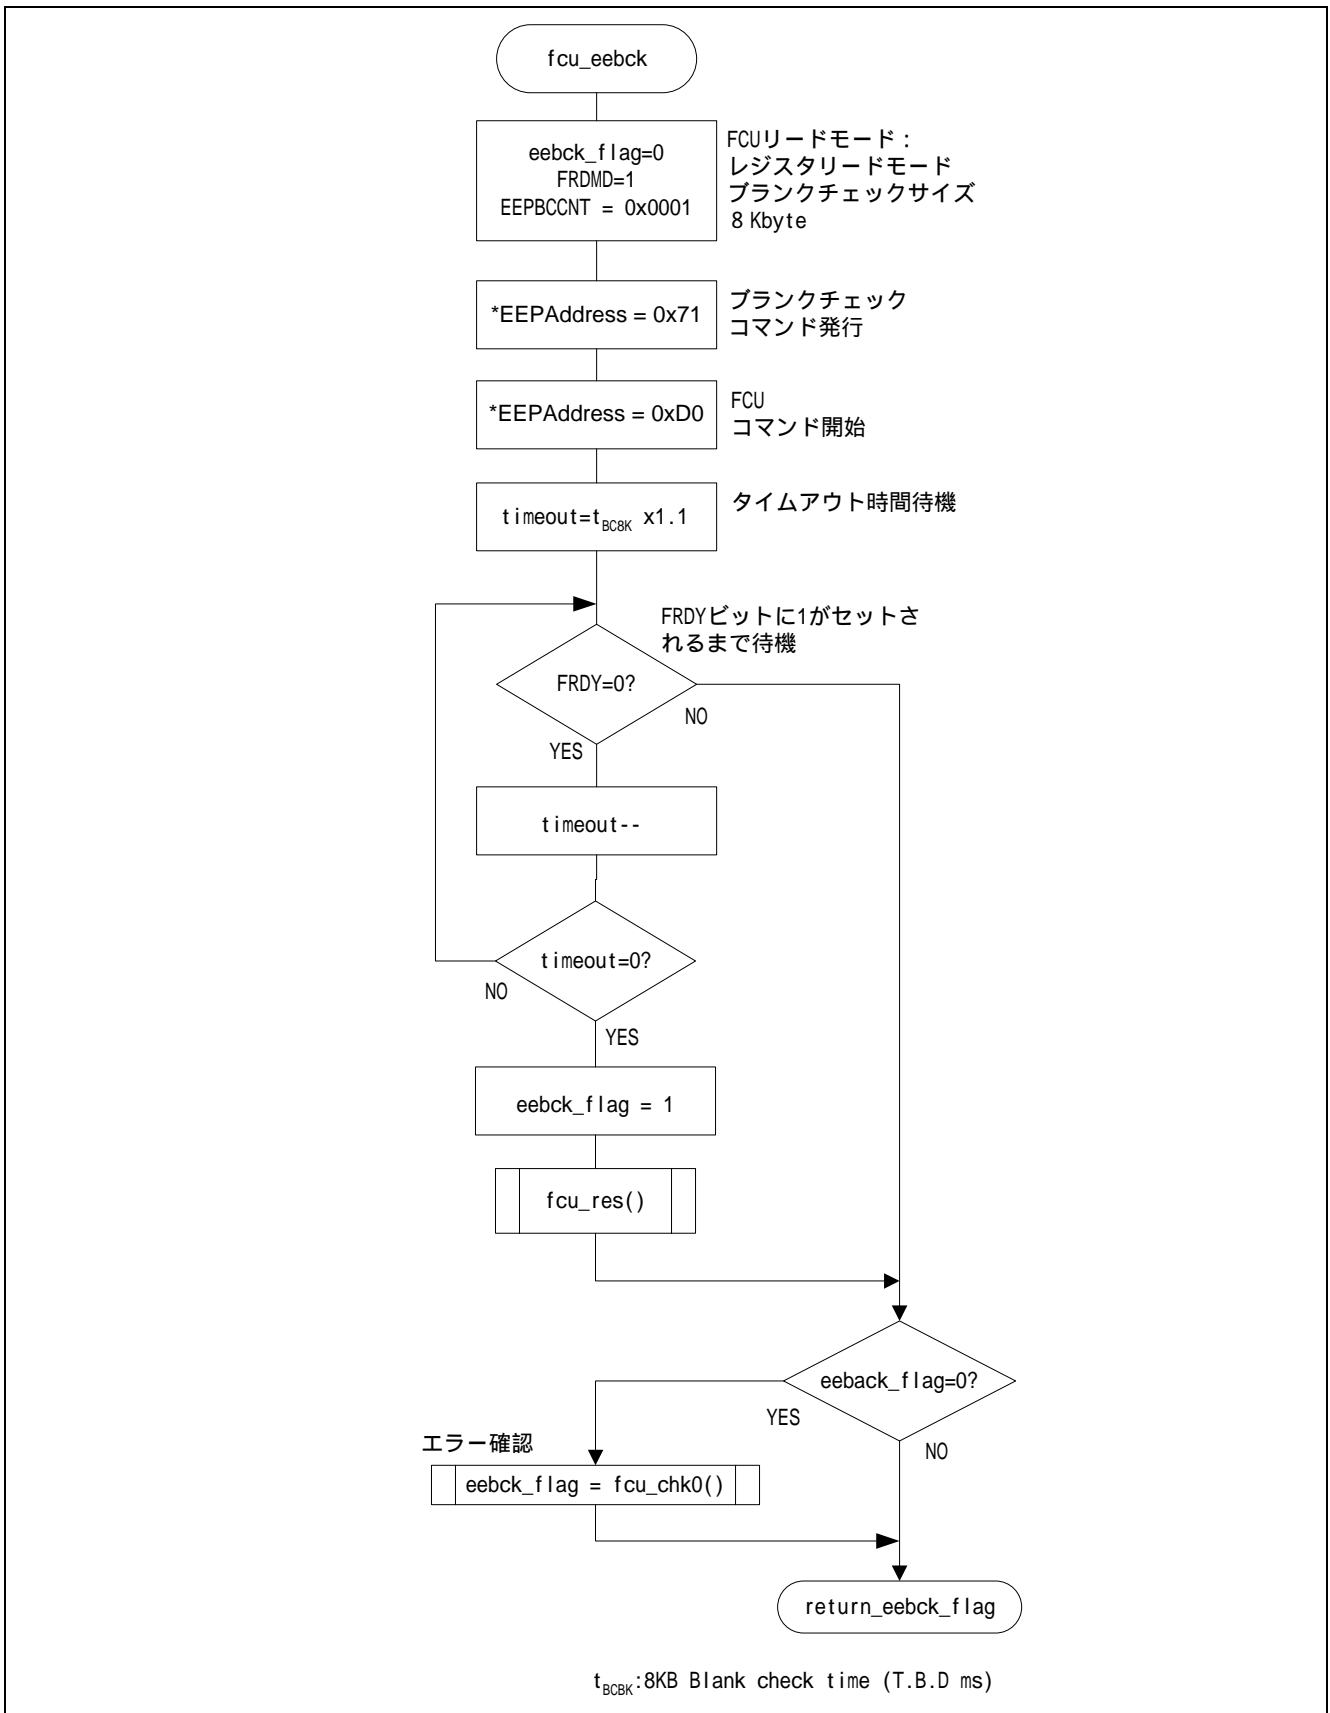 fcu_eebck
eebck_flag=0
FRDMD=1
EEPBCCNT = 0x0001
FCUリードモード：
レジスタリードモード
ブランクチェックサイズ
8 Kbyte
*EEPAddress = 0x71
ブランクチェック
コマンド発行
*EEPAddress = 0xD0
FCU
コマンド開始
timeout=tBC8K x1.1
タイムアウト時間待機
FRDYビットに1がセットさ
れるまで待機
FRDY=0?
NO
YES
timeout--
timeout=0?
NO
YES
eebck_flag = 1
fcu_res()
eeback_flag=0?
YES
NO
エラー確認
eebck_flag = fcu_chk0()
return_eebck_flag
tBCBK:8KB Blank check time (T.B.D ms)